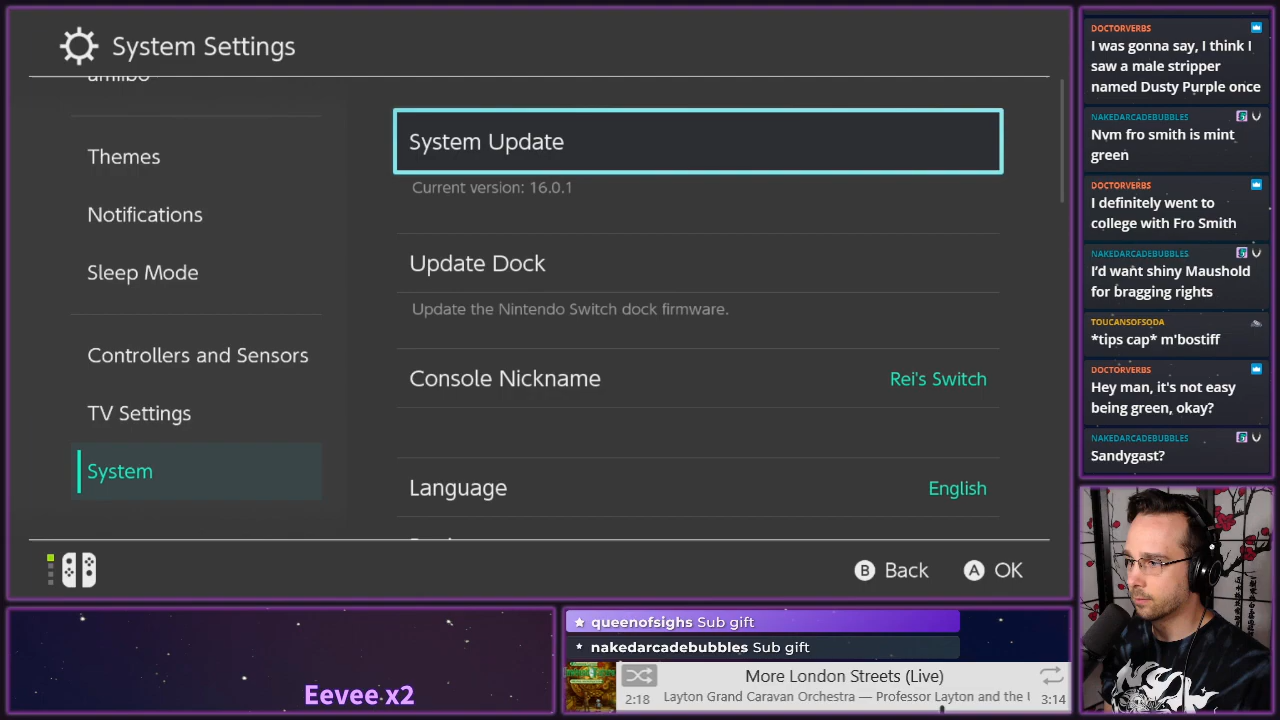 System Settings
amiibo
Themes
Notifications
Sleep Mode
Controllers and Sensors
TV Settings
System
System Update
Current version: 16.0.1
Update Dock
Update the Nintendo Switch dock firmware.
Console Nickname
Rei's Switch
Language
English
B Back
A OK
DOCTORVERBS
I was gonna say, I think I
saw a male stripper
named Dusty Purple once
NAKEDARCADEBUBBLES
Nvm fro smith is mint
green
DOCTORVERBS
I definitely went to
college with Fro Smith
NAKEDARCADEBUBBLES
I'd want shiny Maushold
for bragging rights
TOUCANSOFSODA
*tips cap* m'bostiff
DOCTORVERBS
Hey man, it's not easy
being green, okay?
NAKEDARCADEBUBBLES
Sandygast?
Eevee x2
queenofsighs Sub gift
nakedarcadebubbles Sub gift
More London Streets (Live)
2:18
Layton Grand Caravan Orchestra — Professor Layton and the
3:14